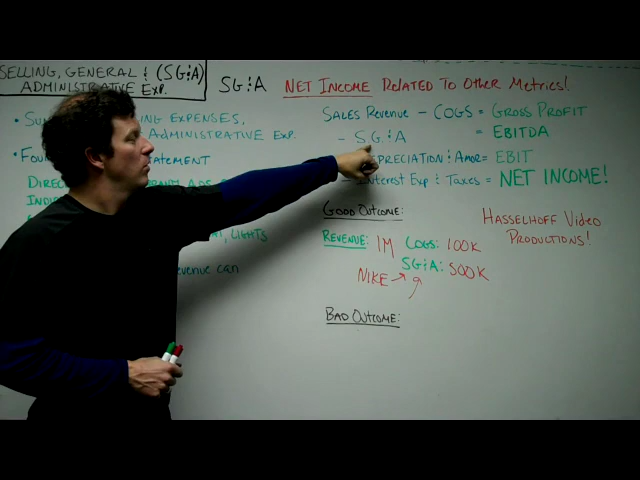 SELLING, GENERAL & (SG&A)
ADMINISTRATIVE EXP.
SG&A
NET INCOME RELATED TO OTHER METRICS!
EXPENSES,
ADMINISTRATIVE EXP.
STATEMENT
LIGHTS
REVENUE CAN
SALES REVENUE - COGS = GROSS PROFIT
- S.G.&A = EBITDA
& AMOR = EBIT
- INTEREST EXP & TAXES = NET INCOME!
GOOD OUTCOME:
REVENUE: 1M COGS: 100K
SG&A: 500K
NIKE →
BAD OUTCOME:
HASSELHOFF VIDEO
PRODUCTIONS!